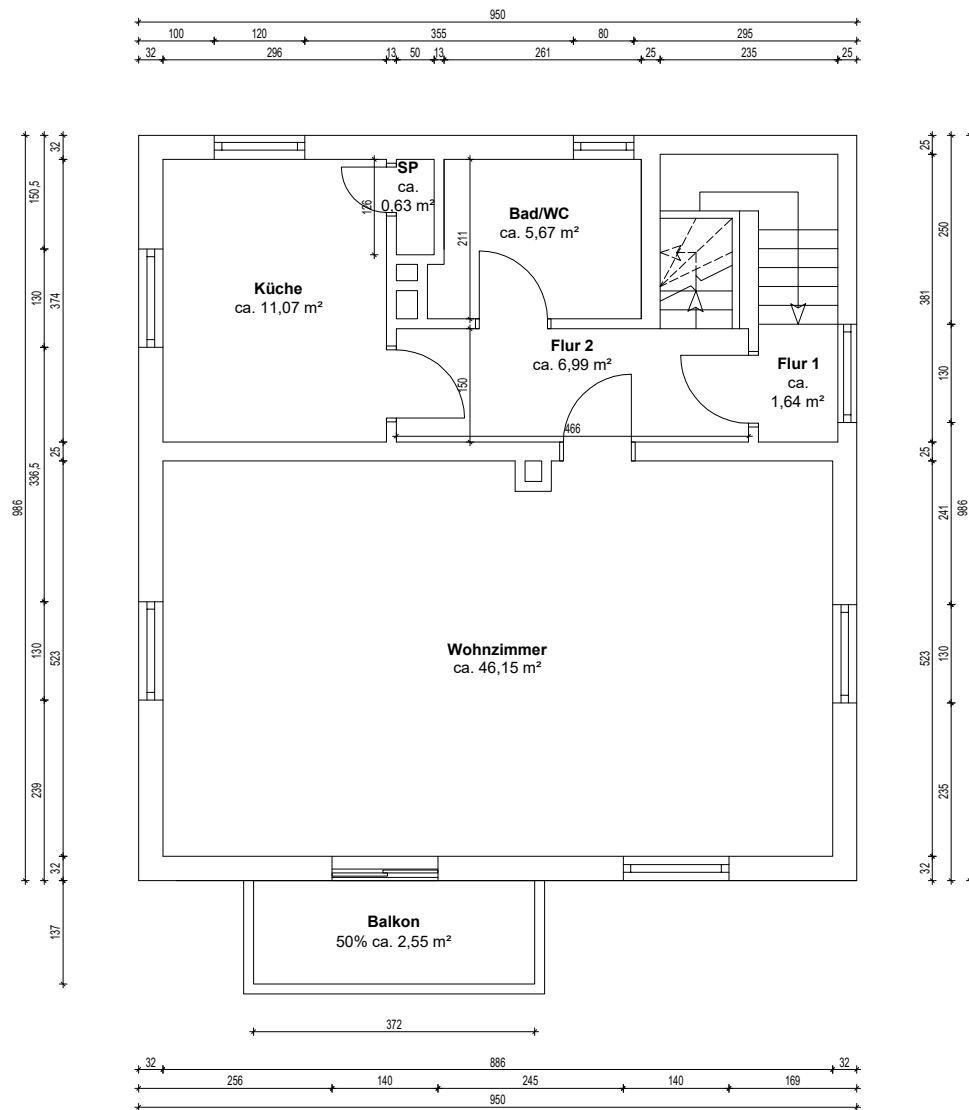 950
100 120 355 80 295
32 296 13 50 13 261 25 235 25
32
150,5
130
374
25
336,5
986
130
523
239
32
137
25
250
381
130
25
241
986
523
130
235
32
SP
ca.
0,63 m²
126
Bad/WC
ca. 5,67 m²
211
Küche
ca. 11,07 m²
Flur 2
ca. 6,99 m²
150
466
Flur 1
ca.
1,64 m²
Wohnzimmer
ca. 46,15 m²
Balkon
50% ca. 2,55 m²
372
32 886 32
256 140 245 140 169
950